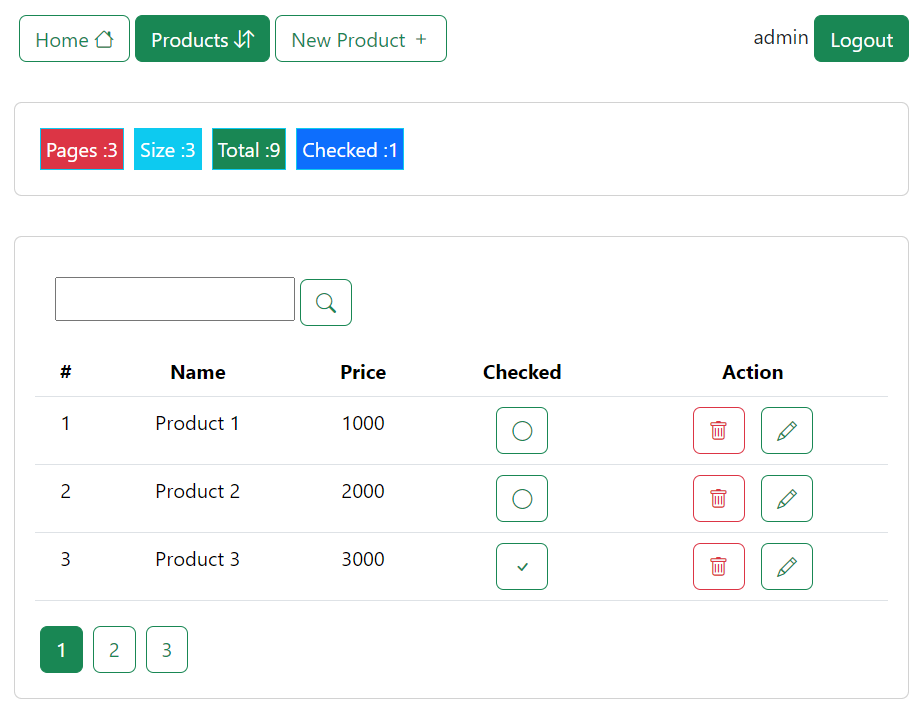 Home Products New Product + admin Logout
Pages :3 Size :3 Total :9 Checked :1
# Name Price Checked Action
1 Product 1 1000
2 Product 2 2000
3 Product 3 3000
1 2 3